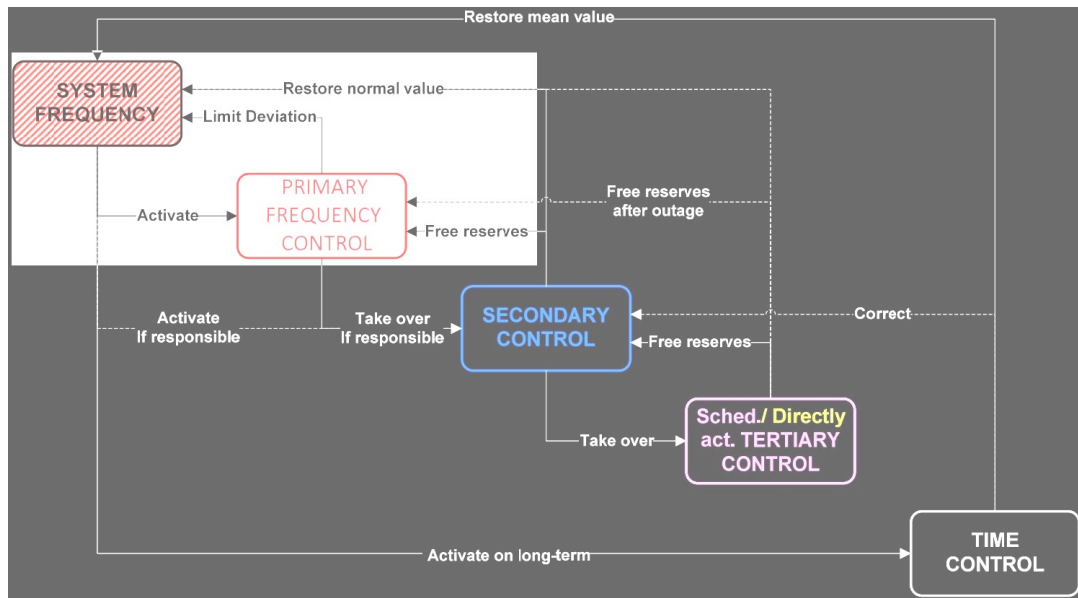 Restore mean value
SYSTEM
FREQUENCY
Restore normal value
Limit Deviation
PRIMARY
FREQUENCY
CONTROL
Activate
Free reserves
after outage
Free reserves
Activate
If responsible
Take over
If responsible
SECONDARY
CONTROL
Correct
Free reserves
Sched./ Directly
act. TERTIARY
CONTROL
Take over
Activate on long-term
TIME
CONTROL